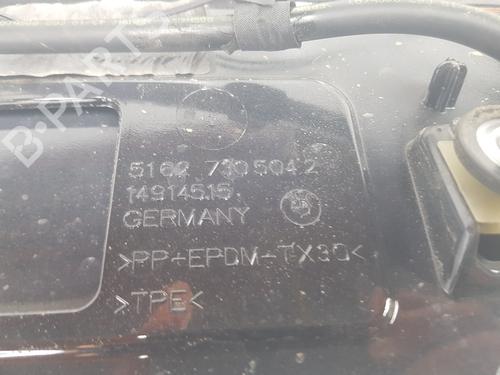 B-PARTS
5162 7305042
14914515
GERMANY
>PP+EPDM-TX30<
>TPE<